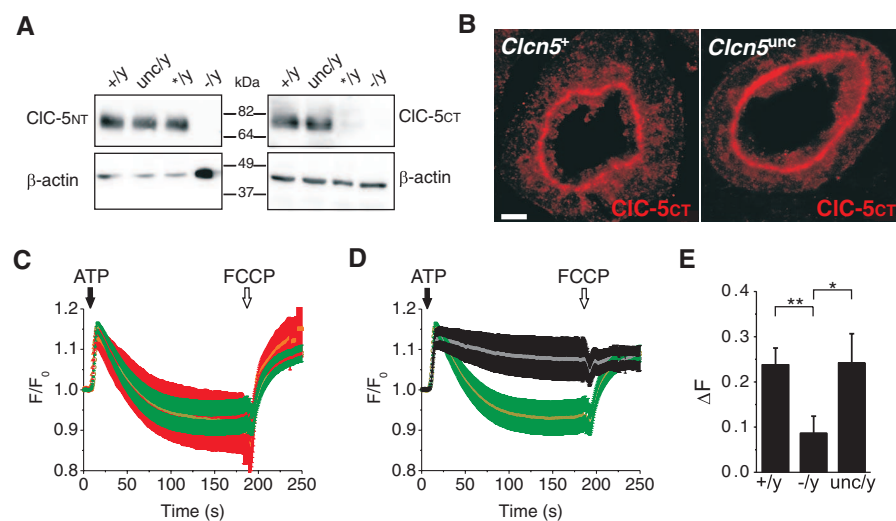 A
+/y unc/y */y -/y kDa +/y unc/y */y -/y
ClC-5NT
82
64
ClC-5CT
β-actin
49
37
β-actin
B
Clcn5+
Clcn5unc
ClC-5CT
ClC-5CT
C
ATP
FCCP
1.2
1.1
1.0
0.9
0.8
F/F0
0 50 100 150 200 250
Time (s)
D
ATP
FCCP
1.2
1.1
1.0
0.9
0.8
F/F0
0 50 100 150 200 250
Time (s)
E
0.4
0.3
0.2
0.1
0.0
ΔF
**
*
+/y -/y unc/y